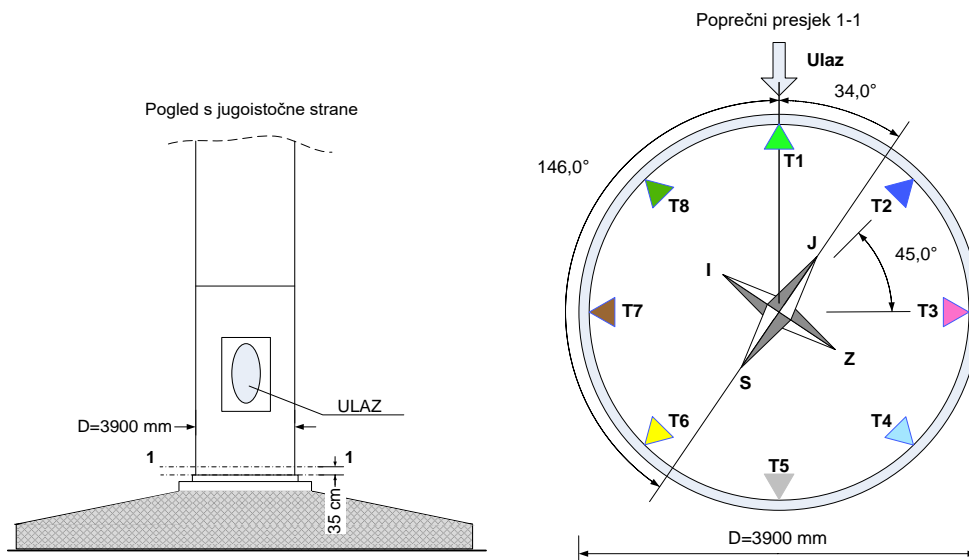 Pogled s jugoistočne strane
ULAZ
D=3900 mm
1
1
35 cm
Poprečni presjek 1-1
Ulaz
34,0°
146,0°
T1
T2
T8
J
45,0°
I
T7
T3
Z
S
T6
T4
T5
D=3900 mm